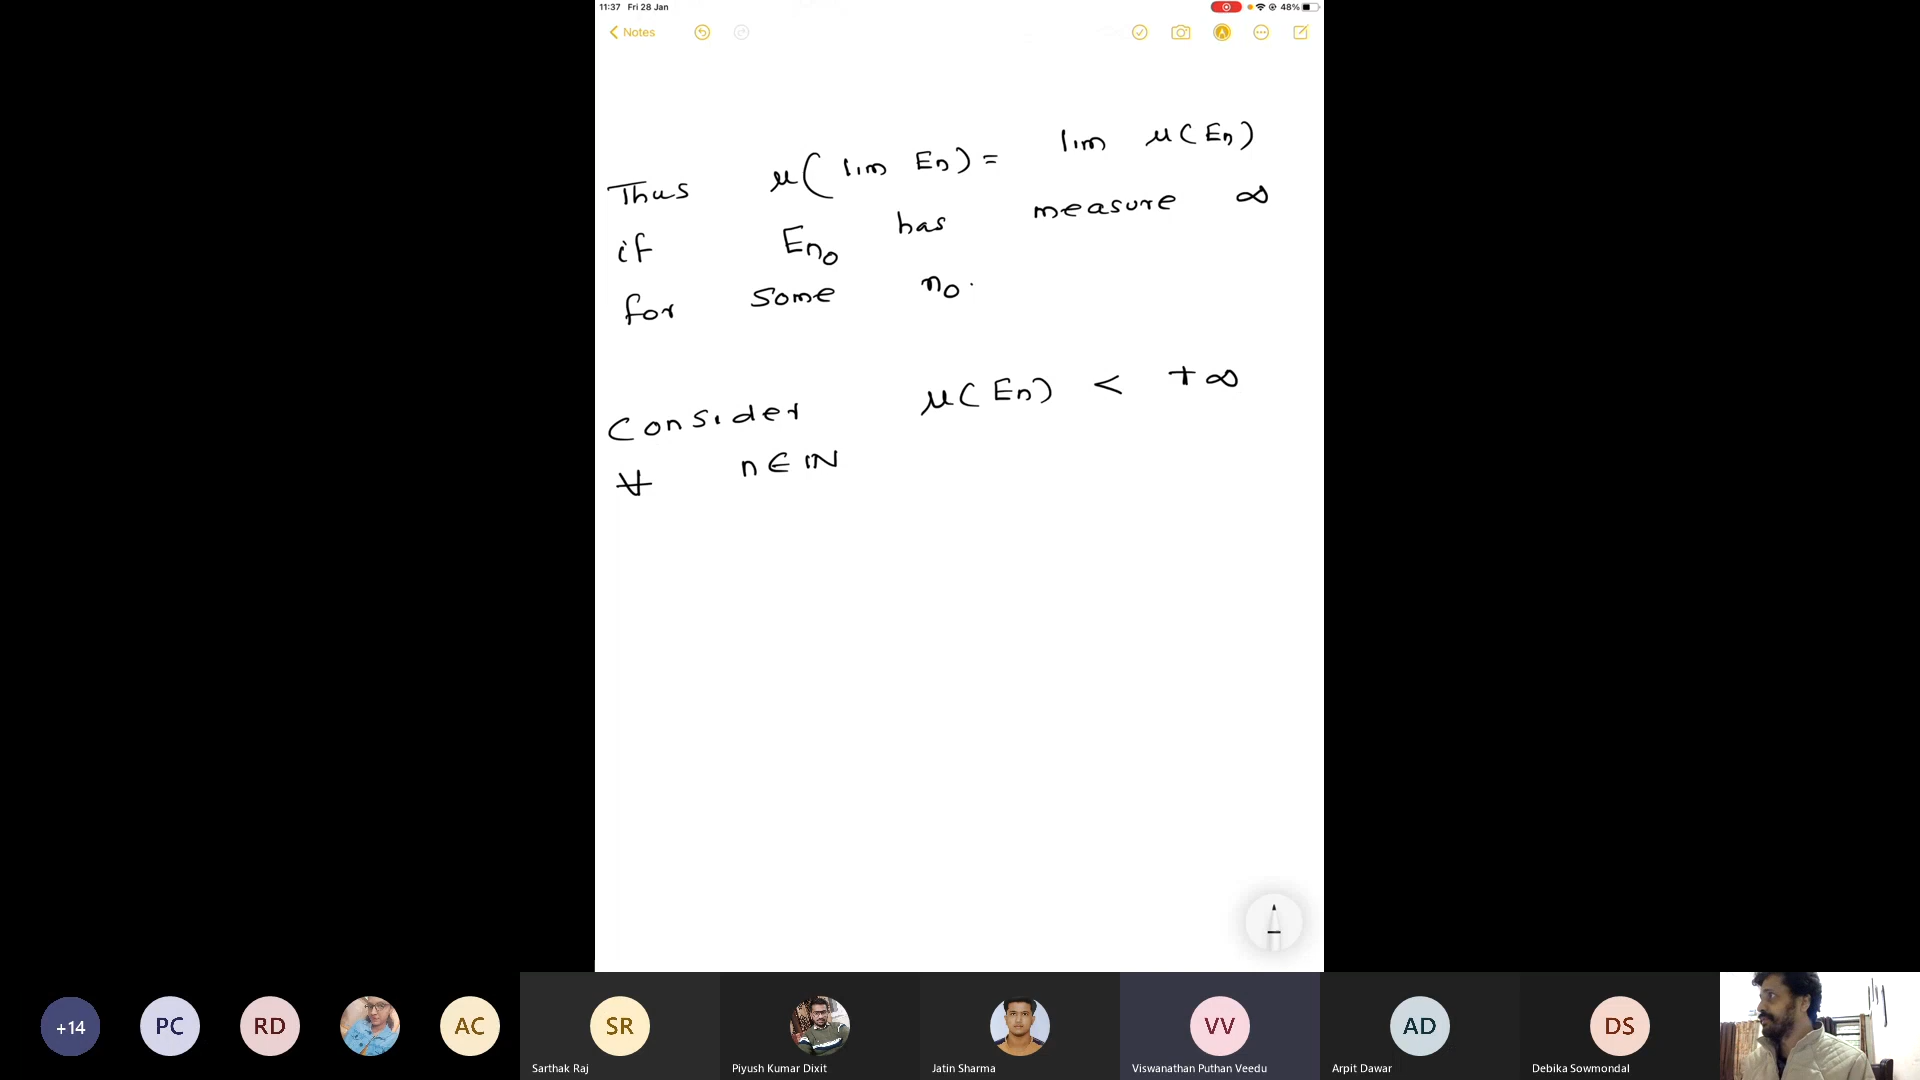 11:37 Fri 28 Jan
48%
Notes
Thus μ( lim En) = lim μ(En)
if En₀ has measure ∞
for some n₀.
Consider μ(En) < +∞
∀ n∈ℕ
+14
PC
RD
AC
SR
VV
AD
DS
Sarthak Raj
Piyush Kumar Dixit
Jatin Sharma
Viswanathan Puthan Veedu
Arpit Dawar
Debika Sowmondal